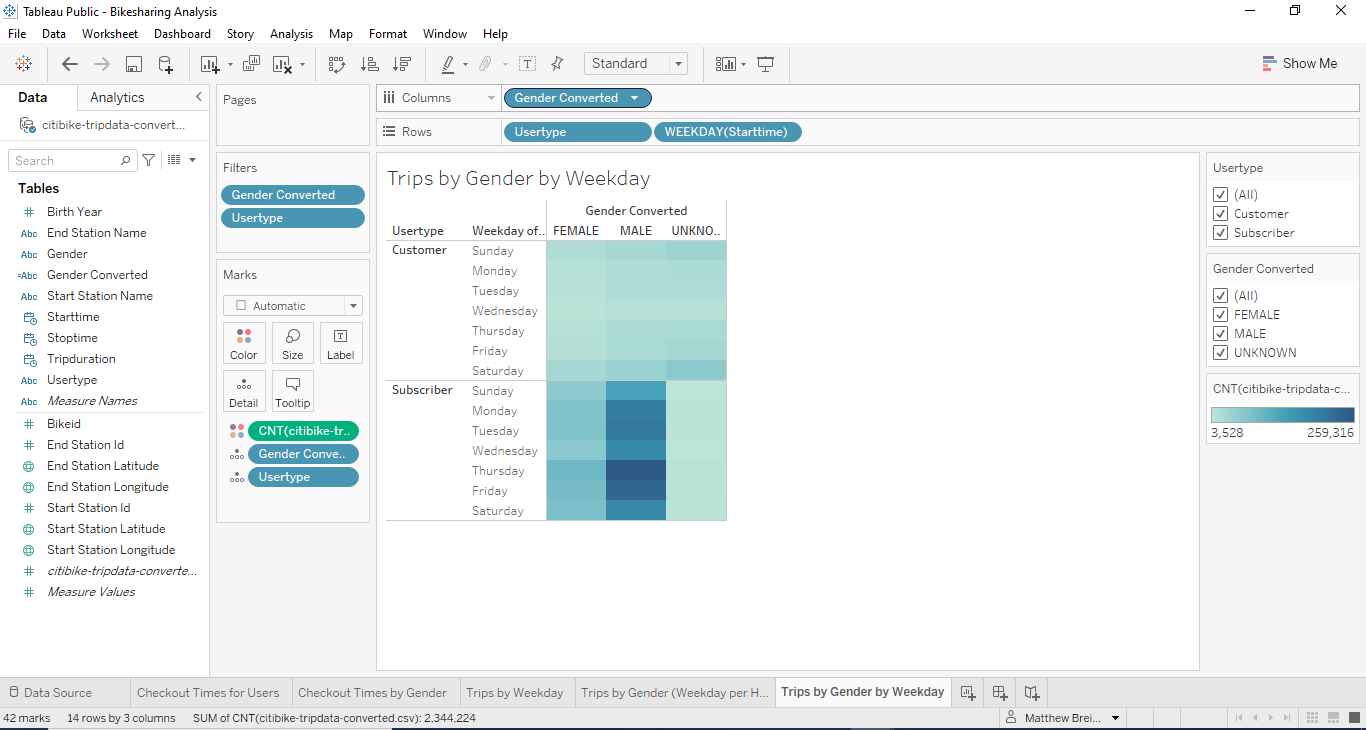 Tableau Public - Bikesharing Analysis
File Data Worksheet Dashboard Story Analysis Map Format Window Help
Standard
Show Me
Data Analytics
citibike-tripdata-convert...
Search
Tables
# Birth Year
Abc End Station Name
Abc Gender
=Abc Gender Converted
Abc Start Station Name
Starttime
Stoptime
Tripduration
Abc Usertype
Abc Measure Names
# Bikeid
# End Station Id
End Station Latitude
End Station Longitude
# Start Station Id
Start Station Latitude
Start Station Longitude
# citibike-tripdata-converte...
# Measure Values
Pages
Filters
Gender Converted
Usertype
Marks
Automatic
Color Size Label
Detail Tooltip
CNT(citibike-tr..
Gender Conve..
Usertype
Columns Gender Converted
Rows Usertype WEEKDAY(Starttime)
Trips by Gender by Weekday
Gender Converted
Usertype Weekday of.. FEMALE MALE UNKNO..
Customer Sunday
Monday
Tuesday
Wednesday
Thursday
Friday
Saturday
Subscriber Sunday
Monday
Tuesday
Wednesday
Thursday
Friday
Saturday
Usertype
(All)
Customer
Subscriber
Gender Converted
(All)
FEMALE
MALE
UNKNOWN
CNT(citibike-tripdata-c...
3,528 259,316
Data Source Checkout Times for Users Checkout Times by Gender Trips by Weekday Trips by Gender (Weekday per H... Trips by Gender by Weekday
42 marks 14 rows by 3 columns SUM of CNT(citibike-tripdata-converted.csv): 2,344,224 Matthew Brei...